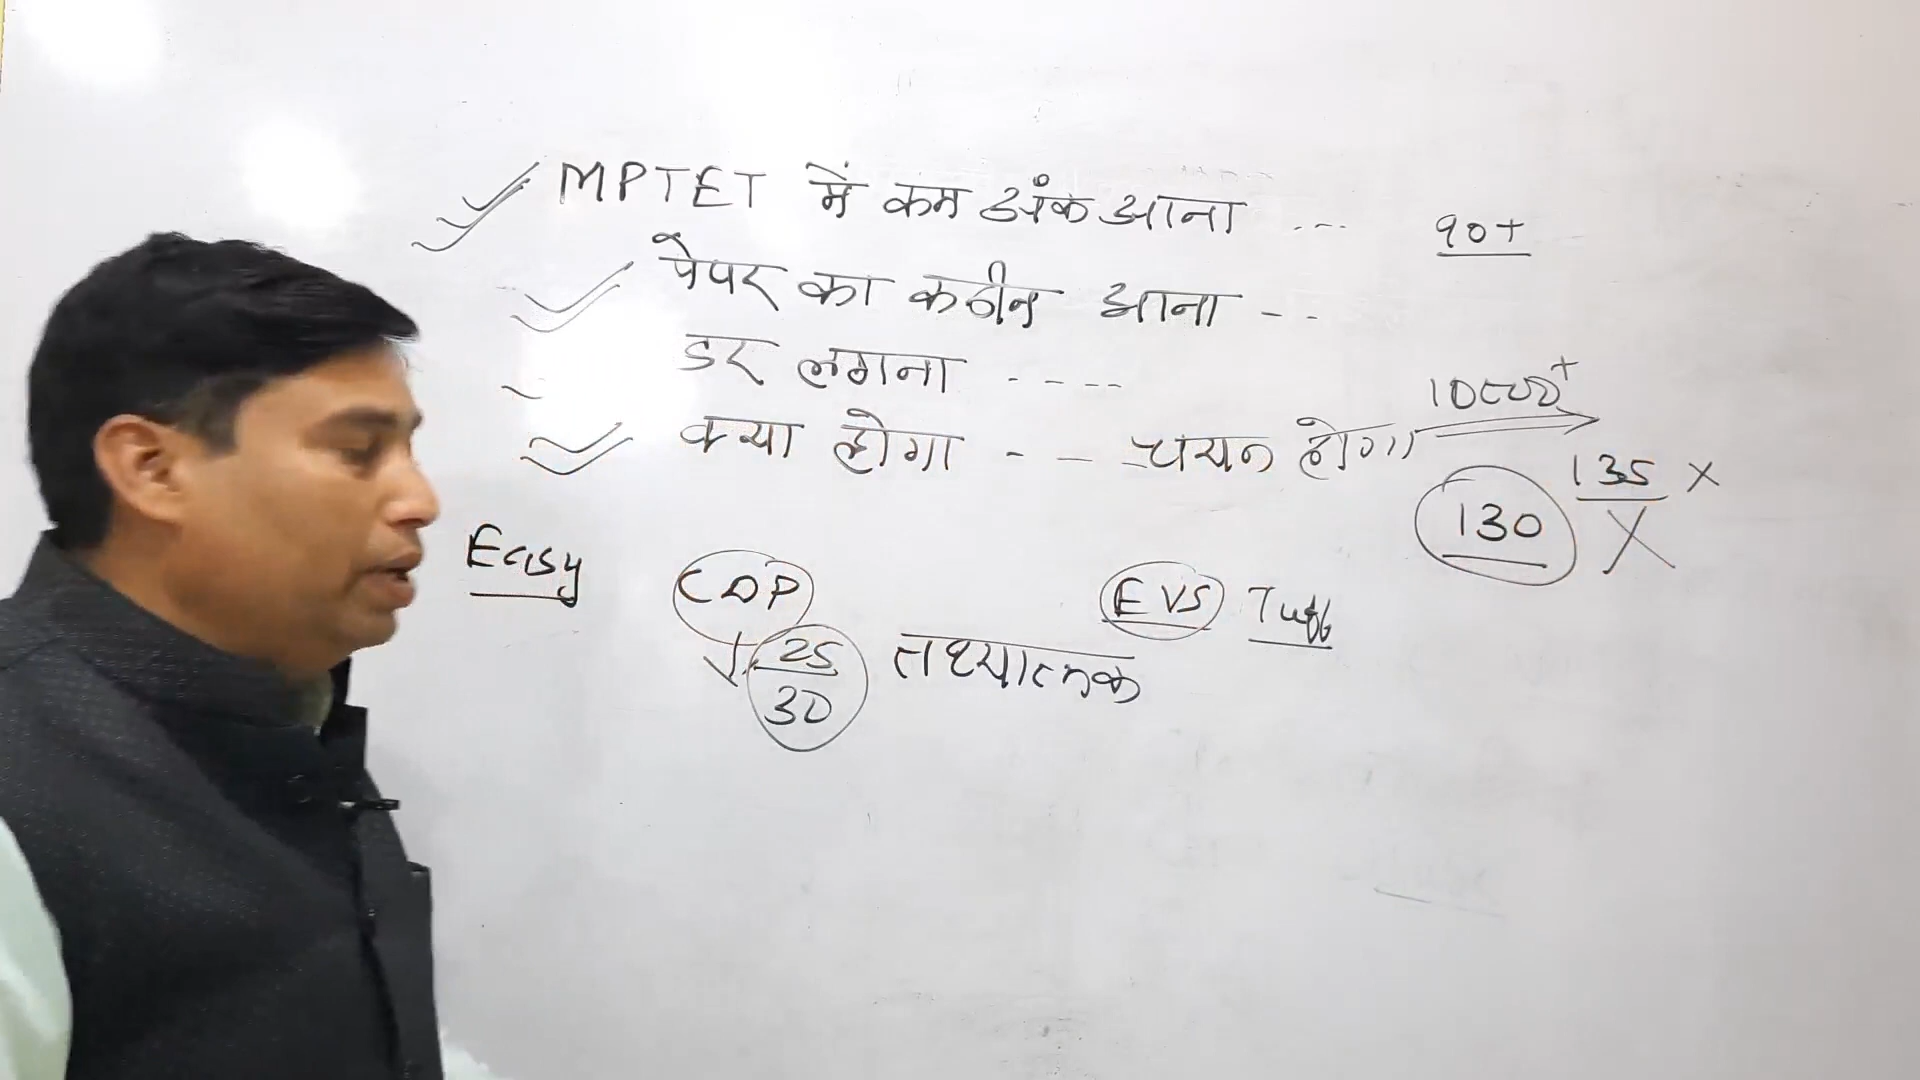 MPTET में कम अंक आना ... 90+
पेपर का कठीन आना --
डर लगना ----
क्या होगा --- चयन होगा 10000+
135 X
130 X
Easy CDP EVS Tuff
25/30 तथ्यात्मक